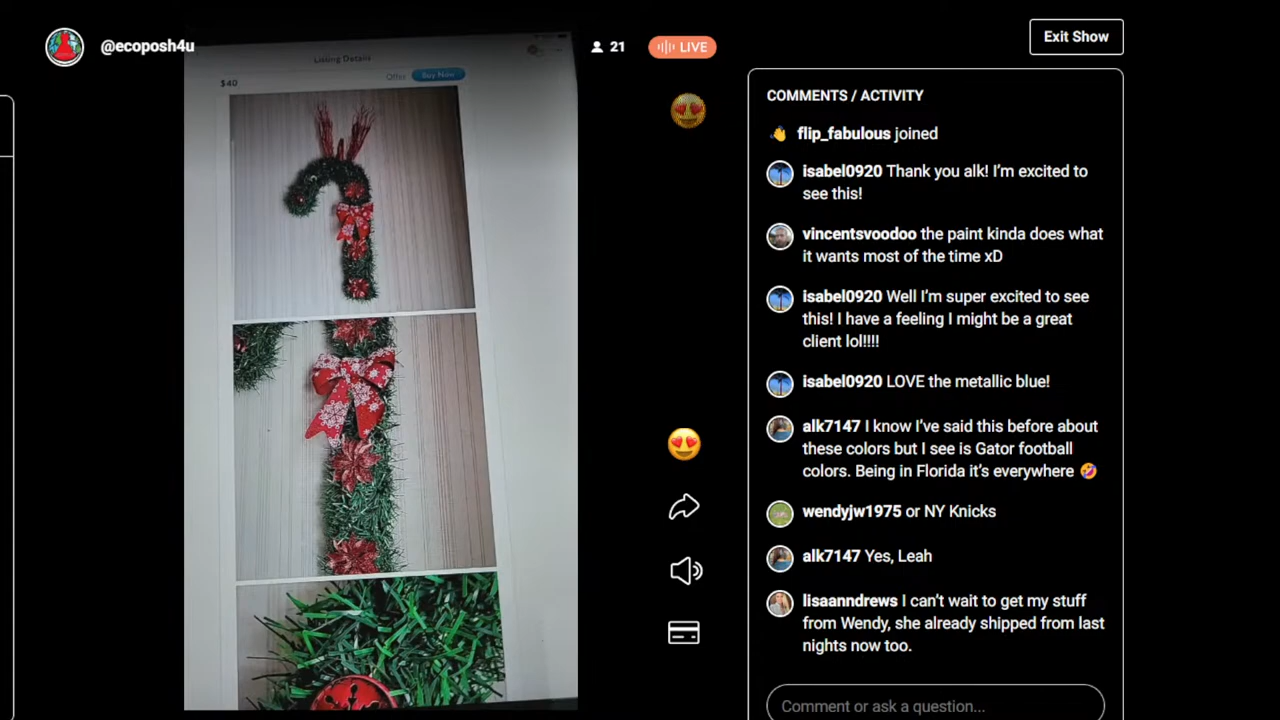 @ecoposh4u
21
LIVE
Exit Show
Listing Details
$40
Offer
Buy Now
COMMENTS / ACTIVITY
flip_fabulous joined
isabel0920 Thank you alk! I’m excited to
see this!
vincentsvoodoo the paint kinda does what
it wants most of the time xD
isabel0920 Well I’m super excited to see
this! I have a feeling I might be a great
client lol!!!!
isabel0920 LOVE the metallic blue!
alk7147 I know I’ve said this before about
these colors but I see is Gator football
colors. Being in Florida it’s everywhere 🤣
wendyjw1975 or NY Knicks
alk7147 Yes, Leah
lisaanndrews I can’t wait to get my stuff
from Wendy, she already shipped from last
nights now too.
Comment or ask a question...